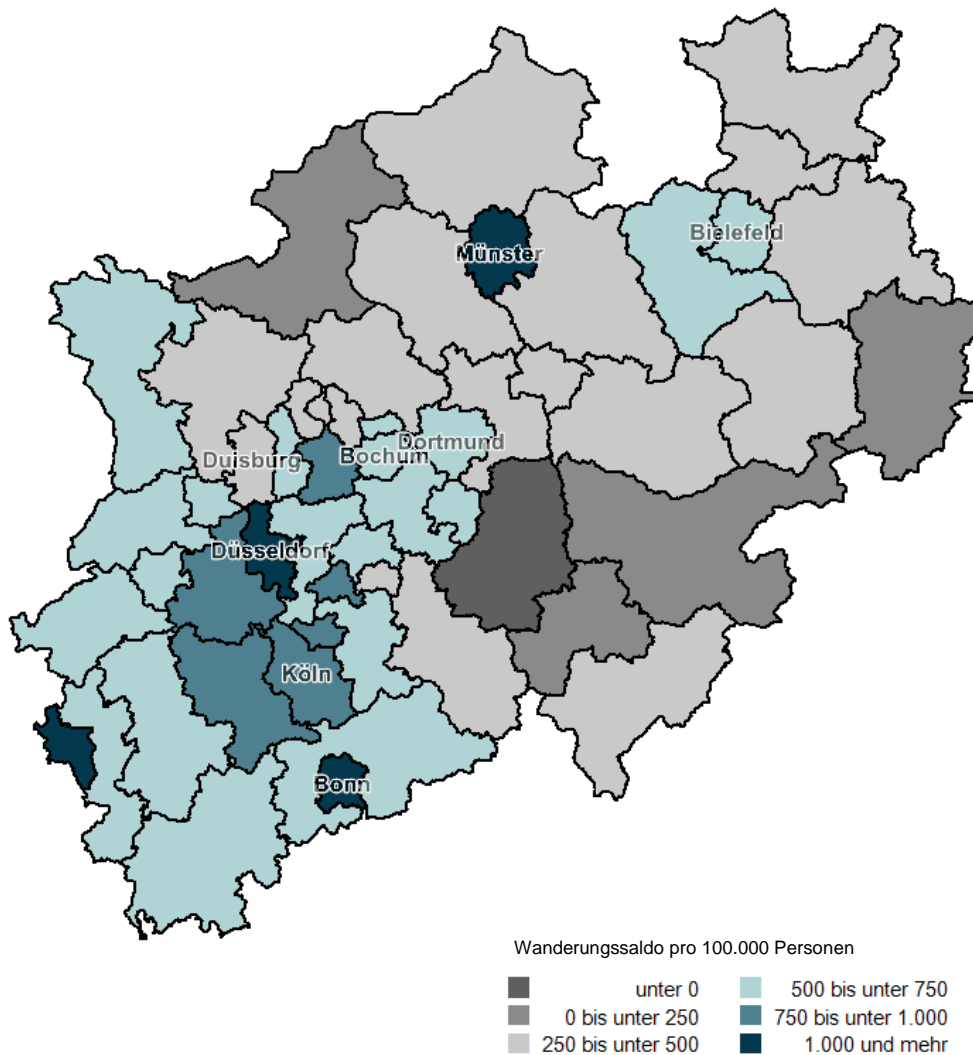 Bielefeld
Münster
Dortmund
Bochum
Duisburg
Düsseldorf
Köln
Bonn
Wanderungssaldo pro 100.000 Personen
unter 0
0 bis unter 250
250 bis unter 500
500 bis unter 750
750 bis unter 1.000
1.000 und mehr